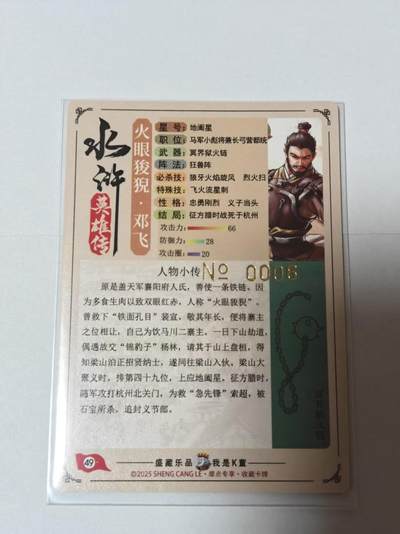 水浒
英雄传
火眼狻猊·邓飞
星号：地阖星
职位：马军小彪将兼长弓营都统
武器：冥界狱火链
阵法：狂兽阵
必杀技：狼牙火焰旋风 烈火扫
特殊技：飞火流星刺
性格：忠勇刚烈 义子当头
结局：征方腊时战死于杭州
攻击力： 66
防御力： 28
攻击圈： 20
人物小传
№ 0006
原是盖天军襄阳府人氏，善使一条铁链，因
为多食生肉以致双眼红赤，人称“火眼狻猊”。
曾救下“铁面孔目”裴宣，敬其年长，便将寨主
之位相让，自己为饮马川二寨主。一日下山劫道，
偶遇故交“锦豹子”杨林，请其于山上盘桓，得
知梁山泊正招贤纳士，遂同往梁山入伙，梁山大
聚义时，排第四十九位，上应地阖星，征方腊时，
随军攻打杭州北关门，为救“急先锋”索超，被
石宝所杀，追封义节郎。
49
盛藏乐品 我是K童
©2025 SHENG CANG LE·原点专享·收藏卡牌